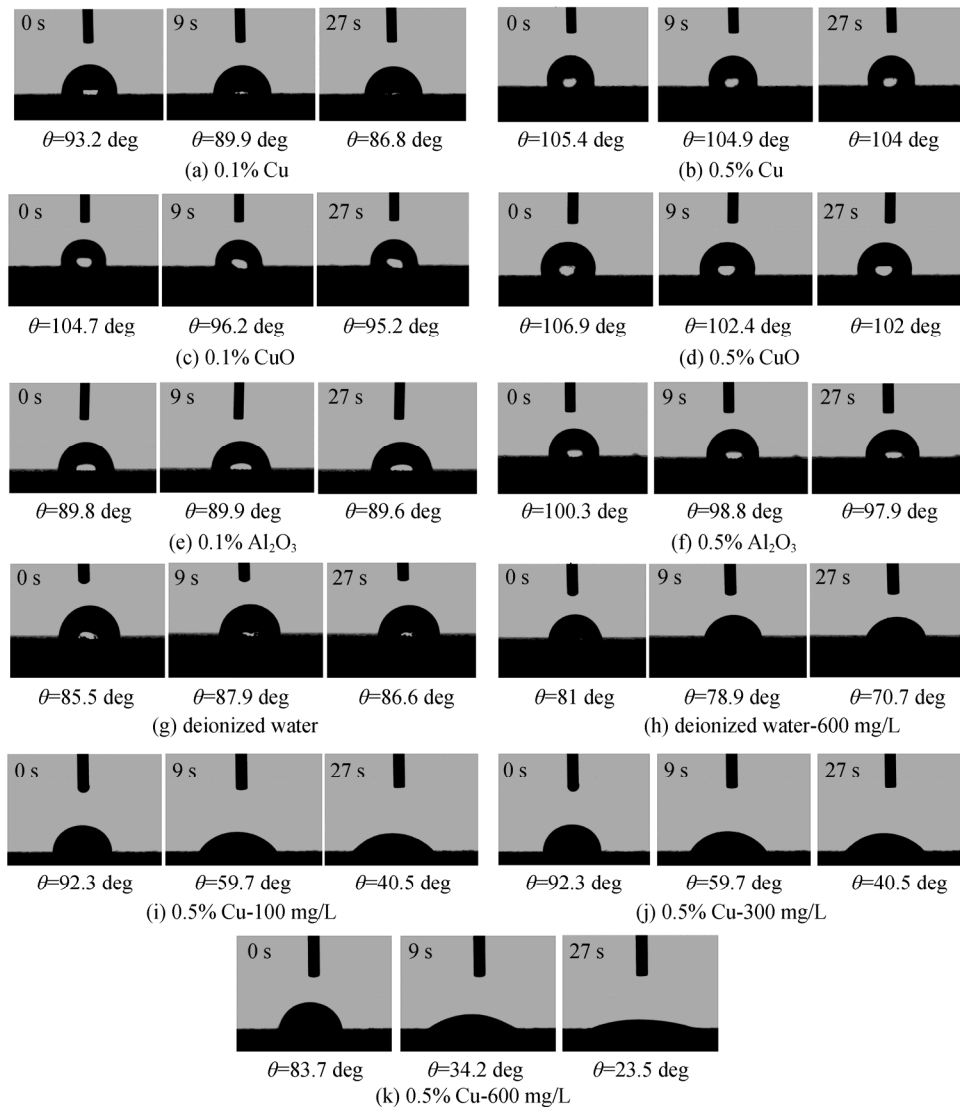 0 s 9 s 27 s
θ=93.2 deg θ=89.9 deg θ=86.8 deg
(a) 0.1% Cu
0 s 9 s 27 s
θ=105.4 deg θ=104.9 deg θ=104 deg
(b) 0.5% Cu
0 s 9 s 27 s
θ=104.7 deg θ=96.2 deg θ=95.2 deg
(c) 0.1% CuO
0 s 9 s 27 s
θ=106.9 deg θ=102.4 deg θ=102 deg
(d) 0.5% CuO
0 s 9 s 27 s
θ=89.8 deg θ=89.9 deg θ=89.6 deg
(e) 0.1% Al₂O₃
0 s 9 s 27 s
θ=100.3 deg θ=98.8 deg θ=97.9 deg
(f) 0.5% Al₂O₃
0 s 9 s 27 s
θ=85.5 deg θ=87.9 deg θ=86.6 deg
(g) deionized water
0 s 9 s 27 s
θ=81 deg θ=78.9 deg θ=70.7 deg
(h) deionized water-600 mg/L
0 s 9 s 27 s
θ=92.3 deg θ=59.7 deg θ=40.5 deg
(i) 0.5% Cu-100 mg/L
0 s 9 s 27 s
θ=92.3 deg θ=59.7 deg θ=40.5 deg
(j) 0.5% Cu-300 mg/L
0 s 9 s 27 s
θ=83.7 deg θ=34.2 deg θ=23.5 deg
(k) 0.5% Cu-600 mg/L